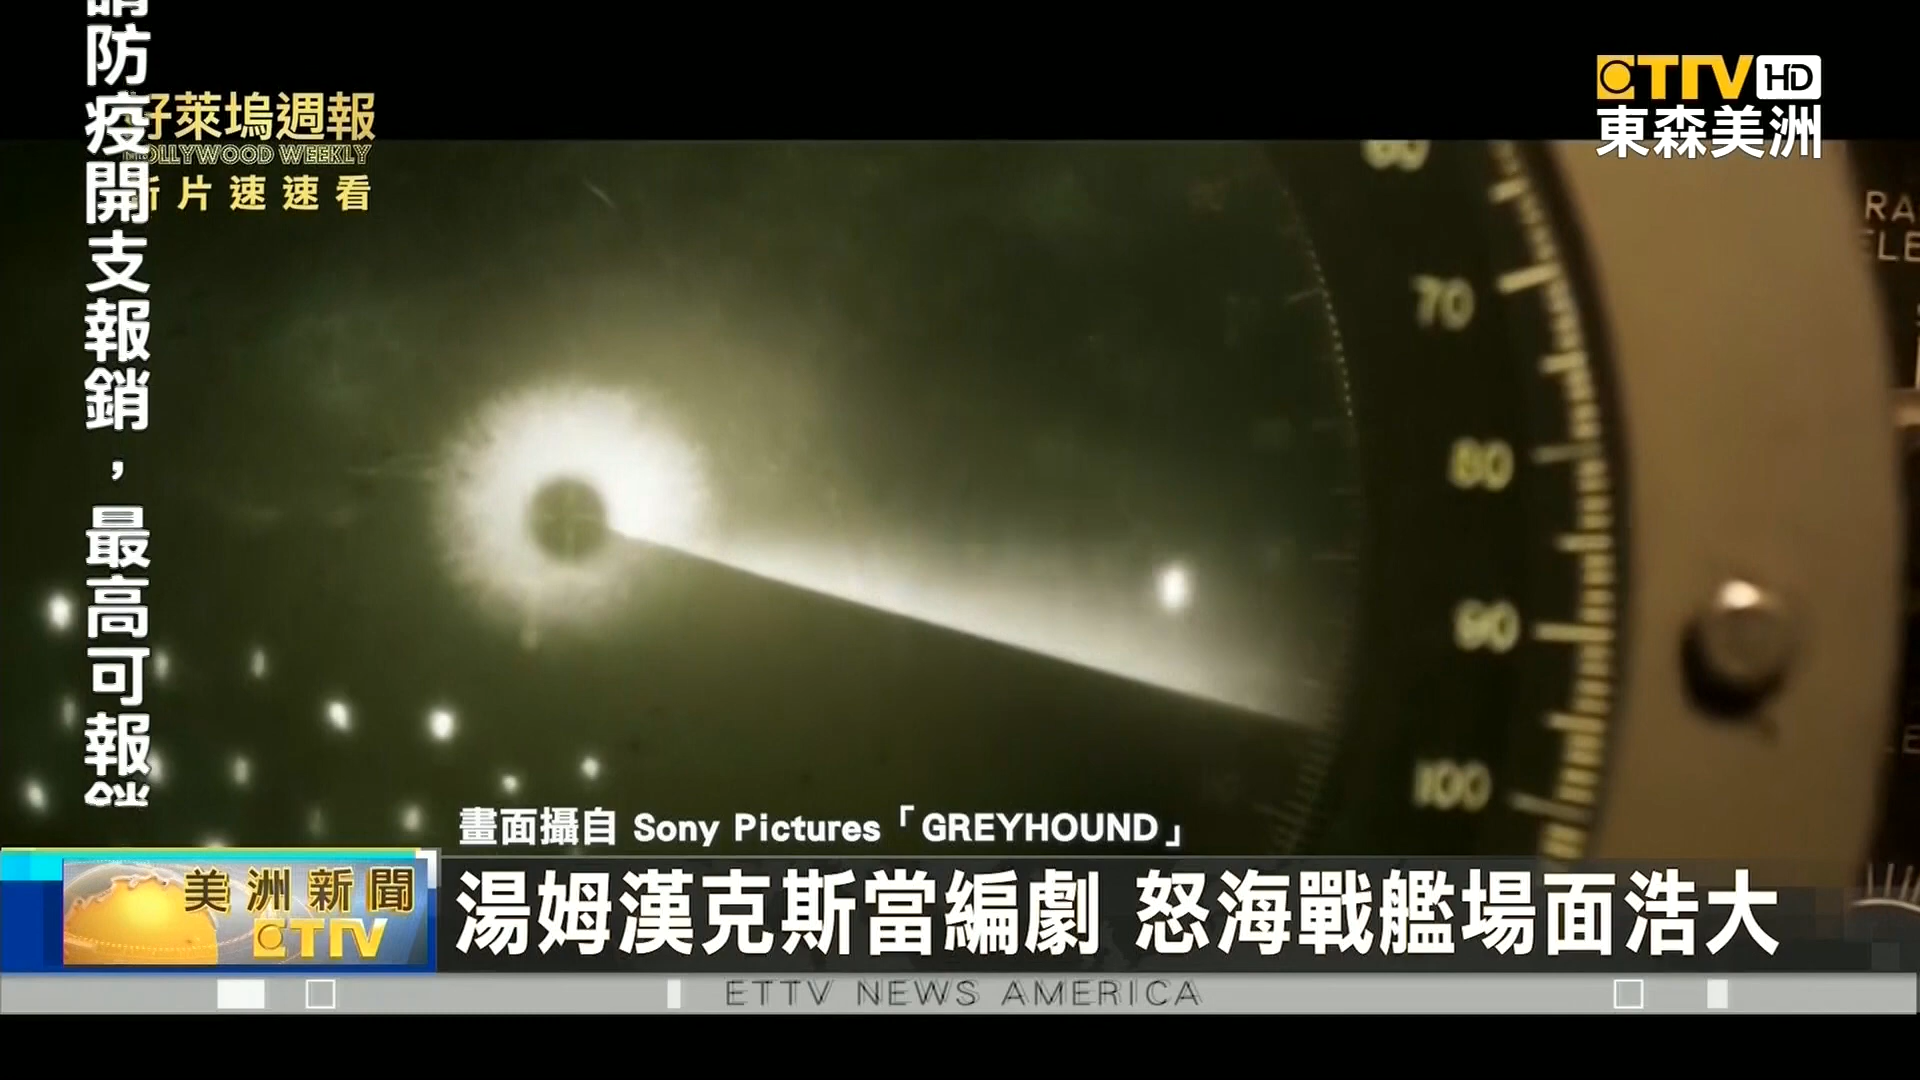 防疫開支報銷，最高可報
好萊塢週報
HOLLYWOOD WEEKLY
新片速速看
ETTV HD
東森美洲
60
70
80
90
100
畫面攝自 Sony Pictures「GREYHOUND」
美洲新聞
ETTV
湯姆漢克斯當編劇 怒海戰艦場面浩大
ETTV NEWS AMERICA